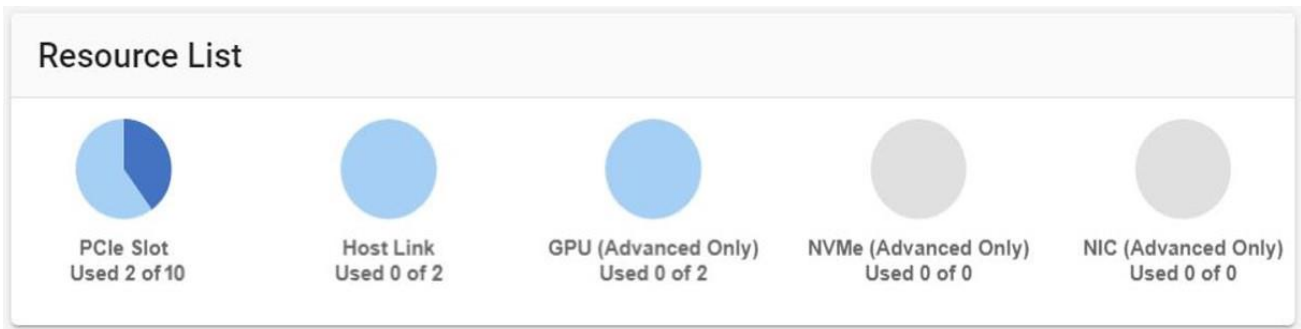 Resource List
PCIe Slot
Used 2 of 10
Host Link
Used 0 of 2
GPU (Advanced Only)
Used 0 of 2
NVMe (Advanced Only)
Used 0 of 0
NIC (Advanced Only)
Used 0 of 0